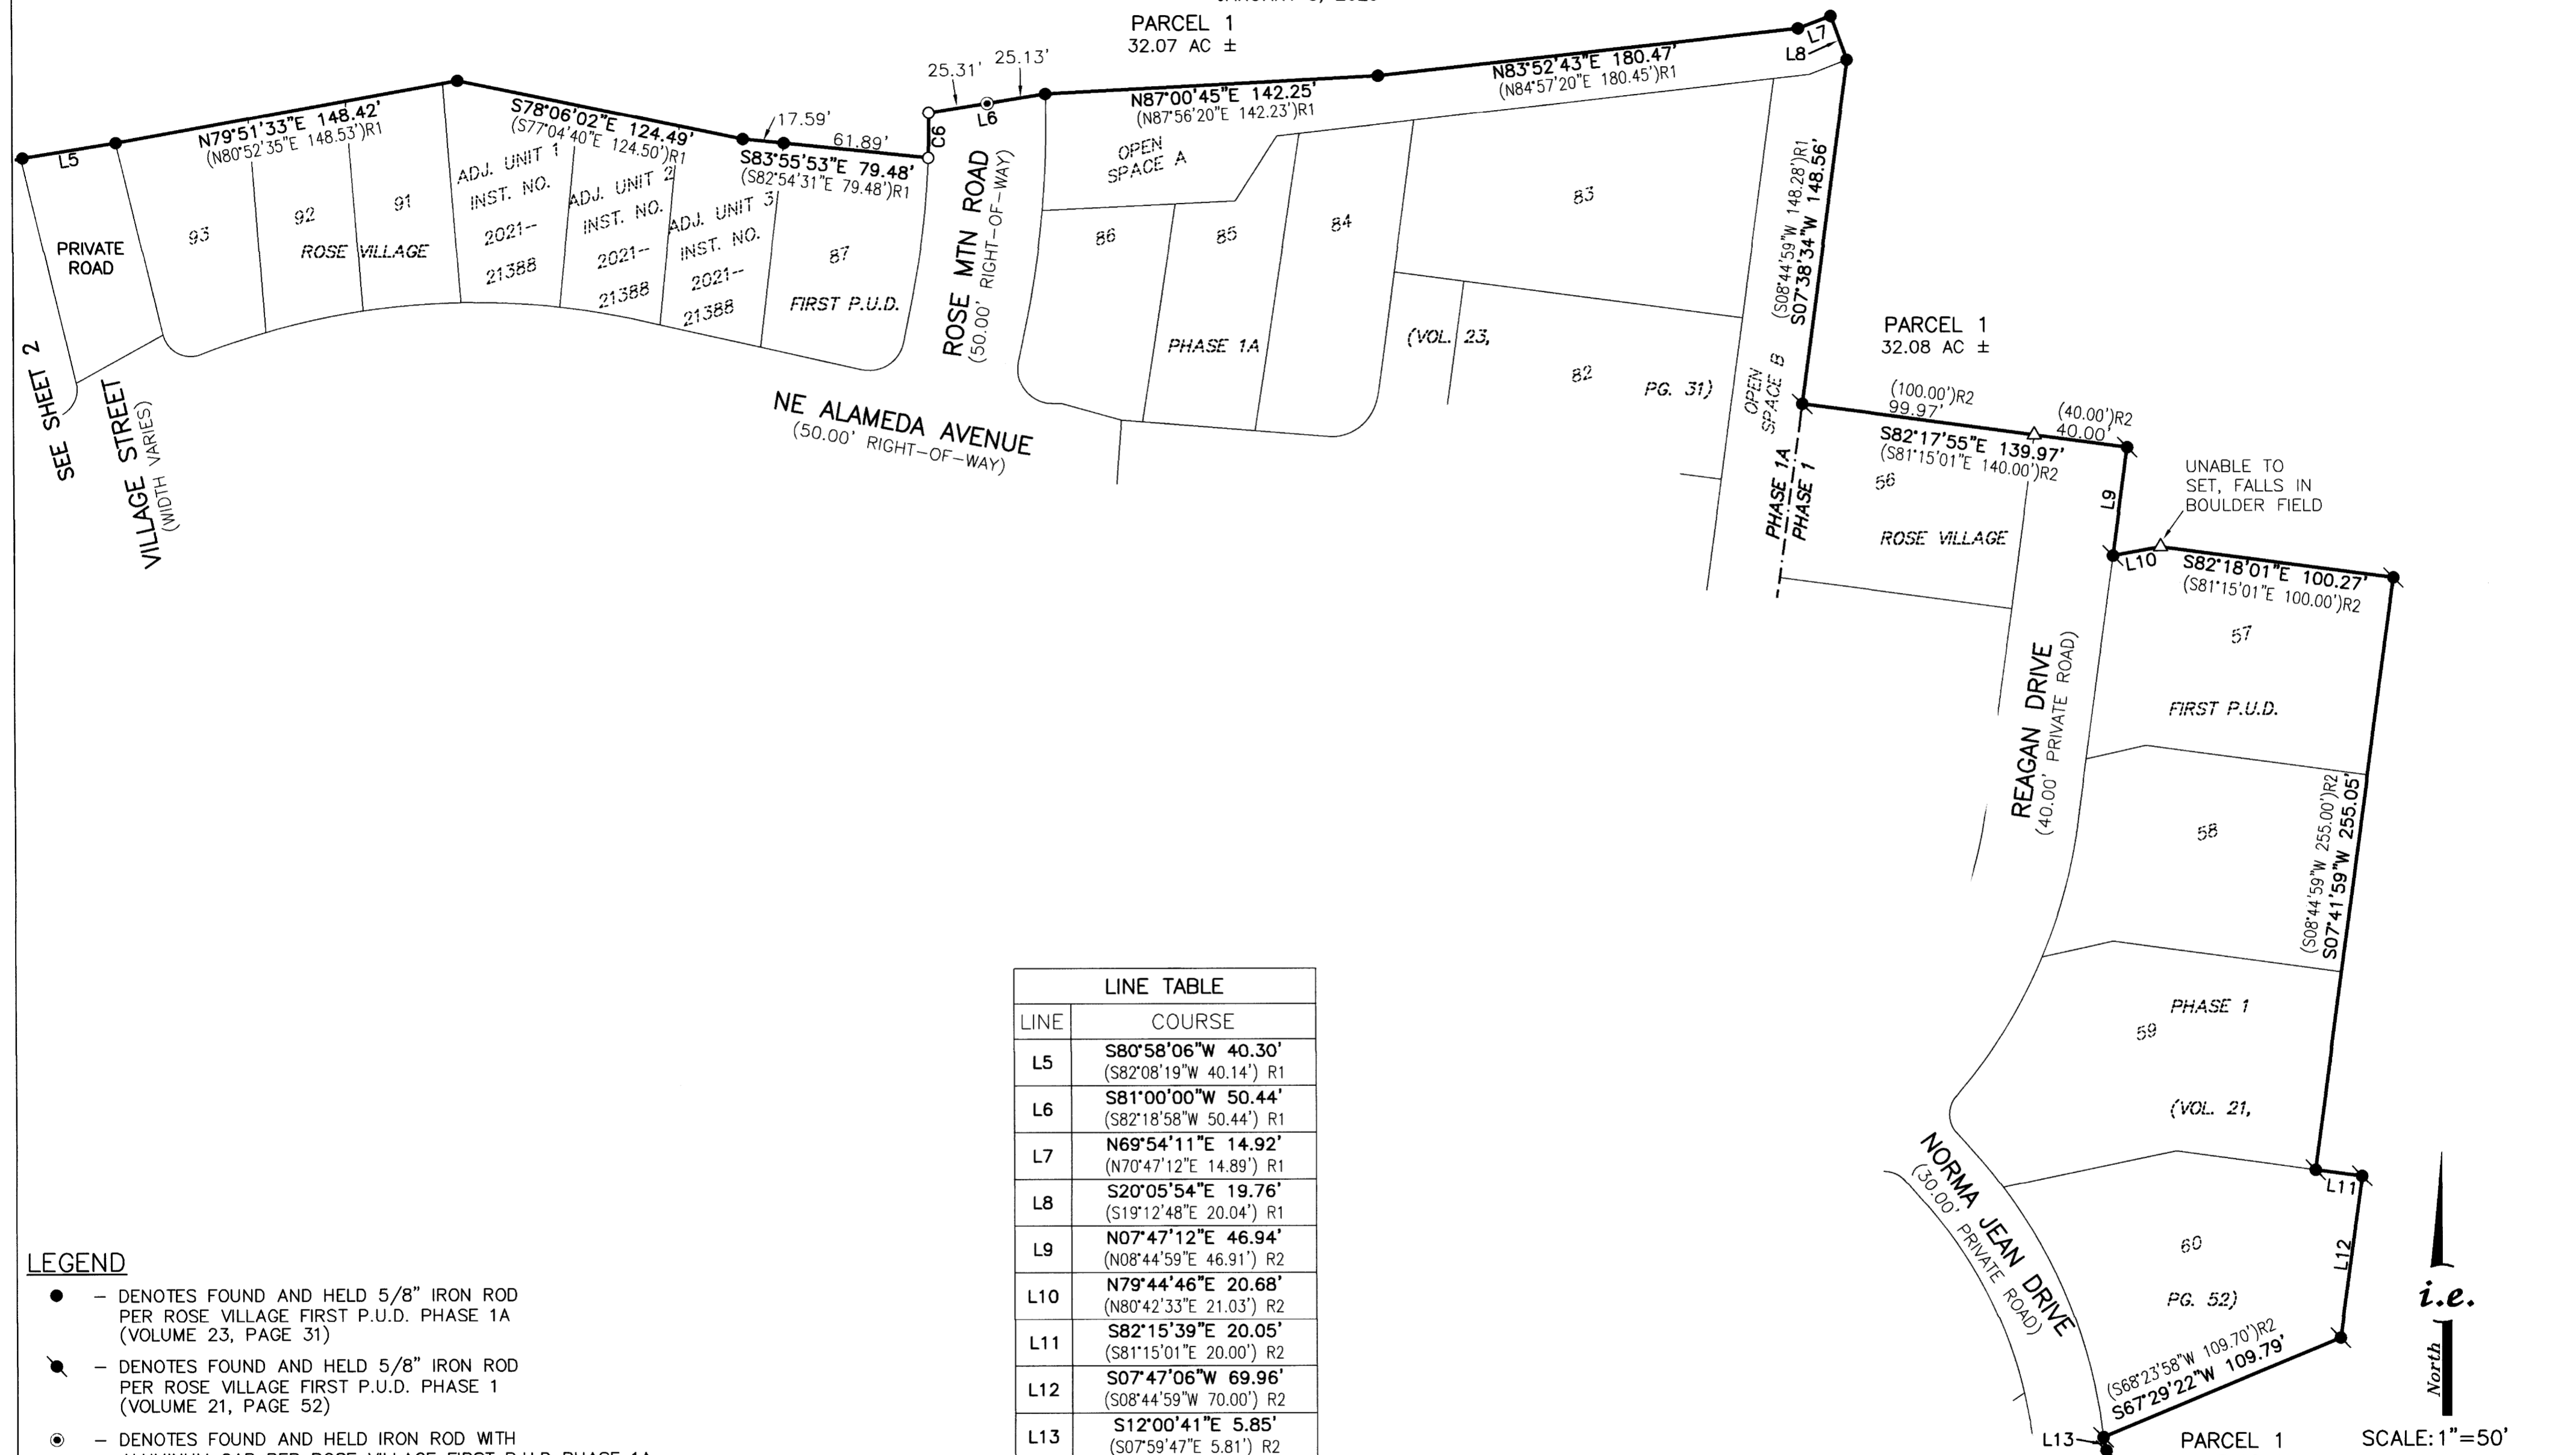 PARCEL 1
32.07 AC ±
L5
N79°51'33"E 148.42'
(N80°52'35"E 148.53')R1
S78°06'02"E 124.49'
(S77°04'40"E 124.50')R1
17.59'
61.89'
S83°55'53"E 79.48'
(S82°54'31"E 79.48')R1
C6
25.31'
25.13'
L6
N87°00'45"E 142.25'
(N87°56'20"E 142.23')R1
N83°52'43"E 180.47'
(N84°57'20"E 180.45')R1
L7
L8
PRIVATE
ROAD
93
92
91
ROSE VILLAGE
ADJ. UNIT 1
INST. NO.
2021--
21388
ADJ. UNIT 2
INST. NO.
2021--
21388
ADJ. UNIT 3
INST. NO.
2021--
21388
87
FIRST P.U.D.
ROSE MTN ROAD
(50.00' RIGHT-OF-WAY)
OPEN
SPACE A
86
85
84
83
PHASE 1A
(VOL. 23,
82
PG. 31)
OPEN
SPACE B
(S08°44'59"W 148.28')R1
S07°38'34"W 148.56'
SEE SHEET 2
VILLAGE STREET
(WIDTH VARIES)
NE ALAMEDA AVENUE
(50.00' RIGHT-OF-WAY)
PARCEL 1
32.08 AC ±
(100.00')R2
99.97'
(40.00')R2
40.00'
S82°17'55"E 139.97'
(S81°15'01"E 140.00')R2
PHASE 1A
PHASE 1
56
ROSE VILLAGE
L9
UNABLE TO
SET, FALLS IN
BOULDER FIELD
L10
S82°18'01"E 100.27'
(S81°15'01"E 100.00')R2
57
FIRST P.U.D.
REAGAN DRIVE
(40.00' PRIVATE ROAD)
58
(S08°44'59"W 255.00')R2
S07°41'59"W 255.05'
PHASE 1
59
(VOL. 21,
NORMA JEAN DRIVE
(30.00' PRIVATE ROAD)
L11
L12
60
PG. 52)
(S68°23'58"W 109.70')R2
S67°29'22"W 109.79'
L13
PARCEL 1
i.e.
North
SCALE: 1"=50'
LINE TABLE
LINE COURSE
L5 S80°58'06"W 40.30'
(S82°08'19"W 40.14') R1
L6 S81°00'00"W 50.44'
(S82°18'58"W 50.44') R1
L7 N69°54'11"E 14.92'
(N70°47'12"E 14.89') R1
L8 S20°05'54"E 19.76'
(S19°12'48"E 20.04') R1
L9 N07°47'12"E 46.94'
(N08°44'59"E 46.91') R2
L10 N79°44'46"E 20.68'
(N80°42'33"E 21.03') R2
L11 S82°15'39"E 20.05'
(S81°15'01"E 20.00') R2
L12 S07°47'06"W 69.96'
(S08°44'59"W 70.00') R2
L13 S12°00'41"E 5.85'
(S07°59'47"E 5.81') R2
LEGEND
– DENOTES FOUND AND HELD 5/8" IRON ROD
PER ROSE VILLAGE FIRST P.U.D. PHASE 1A
(VOLUME 23, PAGE 31)
– DENOTES FOUND AND HELD 5/8" IRON ROD
PER ROSE VILLAGE FIRST P.U.D. PHASE 1
(VOLUME 21, PAGE 52)
– DENOTES FOUND AND HELD IRON ROD WITH